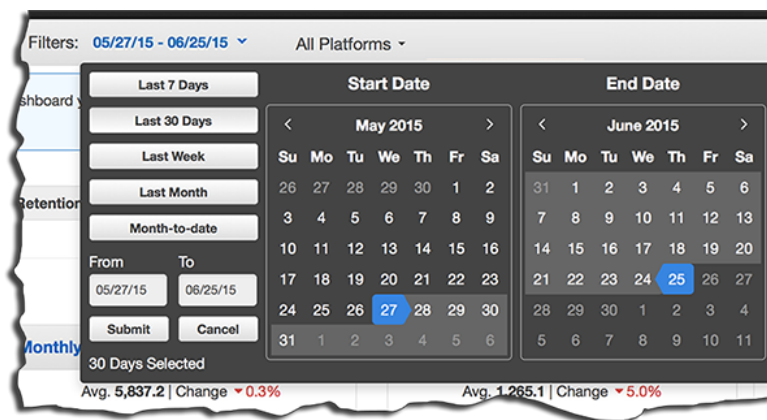 Filters: 05/27/15 - 06/25/15 All Platforms
shboard y
Retention
Monthly
Last 7 Days
Last 30 Days
Last Week
Last Month
Month-to-date
From To
05/27/15 06/25/15
Submit Cancel
30 Days Selected
Start Date
May 2015
Su Mo Tu We Th Fr Sa
26 27 28 29 30 1 2
3 4 5 6 7 8 9
10 11 12 13 14 15 16
17 18 19 20 21 22 23
24 25 26 27 28 29 30
31 1 2 3 4 5 6
End Date
June 2015
Su Mo Tu We Th Fr Sa
31 1 2 3 4 5 6
7 8 9 10 11 12 13
14 15 16 17 18 19 20
21 22 23 24 25 26 27
28 29 30 1 2 3 4
5 6 7 8 9 10 11
Avg. 5,837.2 | Change ▼0.3%
Avg. 1,265.1 | Change ▼5.0%